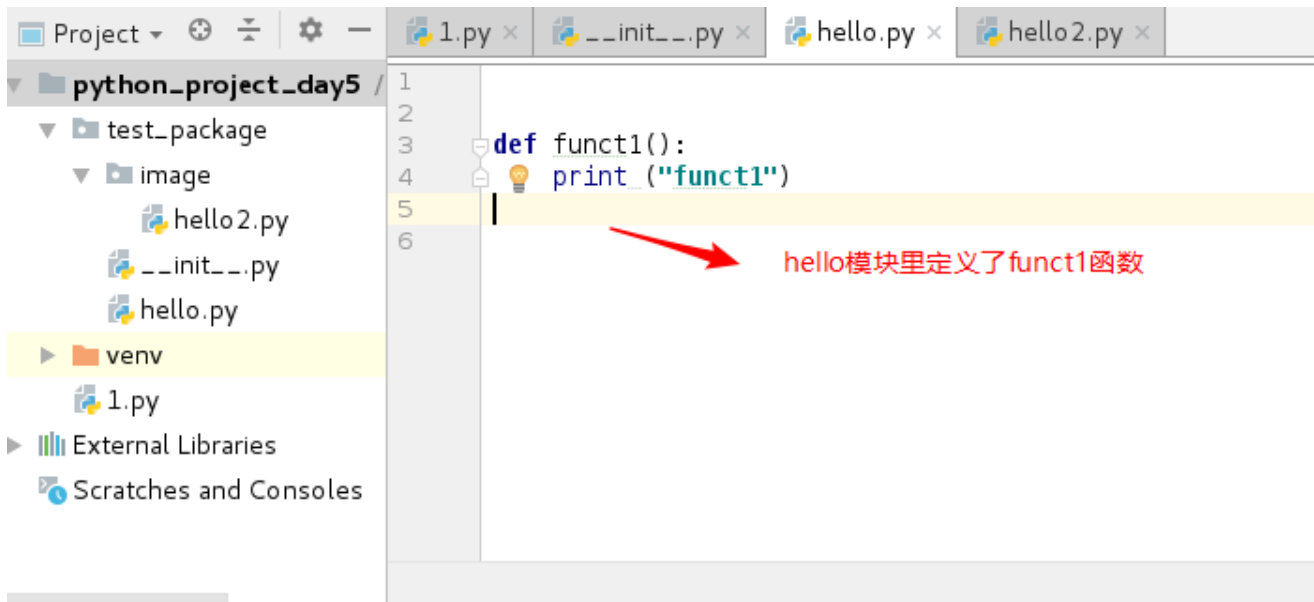 Project
1.py
__init__.py
hello.py
hello2.py
python_project_day5 /
test_package
image
hello2.py
__init__.py
hello.py
venv
1.py
External Libraries
Scratches and Consoles
1
2
3 def funct1():
4 print ("funct1")
5
6
hello模块里定义了funct1函数